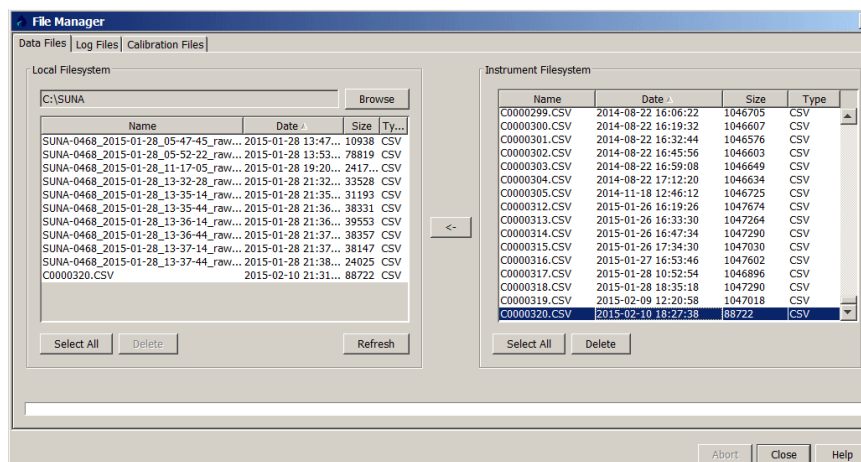 File Manager
Data Files Log Files Calibration Files
Local Filesystem
C:\SUNA Browse
Name Date Size Ty...
SUNA-0468_2015-01-28_05-47-45_raw... 2015-01-28 13:47... 10938 CSV
SUNA-0468_2015-01-28_05-52-22_raw... 2015-01-28 13:53... 78819 CSV
SUNA-0468_2015-01-28_11-17-05_raw... 2015-01-28 19:20... 2417... CSV
SUNA-0468_2015-01-28_13-32-28_raw... 2015-01-28 21:32... 33528 CSV
SUNA-0468_2015-01-28_13-35-14_raw... 2015-01-28 21:35... 31193 CSV
SUNA-0468_2015-01-28_13-35-44_raw... 2015-01-28 21:36... 38331 CSV
SUNA-0468_2015-01-28_13-36-14_raw... 2015-01-28 21:36... 39553 CSV
SUNA-0468_2015-01-28_13-36-44_raw... 2015-01-28 21:37... 38357 CSV
SUNA-0468_2015-01-28_13-37-14_raw... 2015-01-28 21:37... 38147 CSV
SUNA-0468_2015-01-28_13-37-44_raw... 2015-01-28 21:38... 24025 CSV
C0000320.CSV 2015-02-10 21:31... 88722 CSV
Select All Delete Refresh
<-
Instrument Filesystem
Name Date Size Type
C0000299.CSV 2014-08-22 16:06:22 1046705 CSV
C0000300.CSV 2014-08-22 16:19:32 1046607 CSV
C0000301.CSV 2014-08-22 16:32:44 1046576 CSV
C0000302.CSV 2014-08-22 16:45:56 1046603 CSV
C0000303.CSV 2014-08-22 16:59:08 1046649 CSV
C0000304.CSV 2014-08-22 17:12:20 1046634 CSV
C0000305.CSV 2014-11-18 12:46:12 1046725 CSV
C0000312.CSV 2015-01-26 16:19:26 1047674 CSV
C0000313.CSV 2015-01-26 16:33:30 1047264 CSV
C0000314.CSV 2015-01-26 16:47:34 1047290 CSV
C0000315.CSV 2015-01-26 17:34:30 1047030 CSV
C0000316.CSV 2015-01-27 16:53:46 1047602 CSV
C0000317.CSV 2015-01-28 10:52:54 1046896 CSV
C0000318.CSV 2015-01-28 18:35:18 1047290 CSV
C0000319.CSV 2015-02-09 12:20:58 1047018 CSV
C0000320.CSV 2015-02-10 18:27:38 88722 CSV
Select All Delete
Abort Close Help